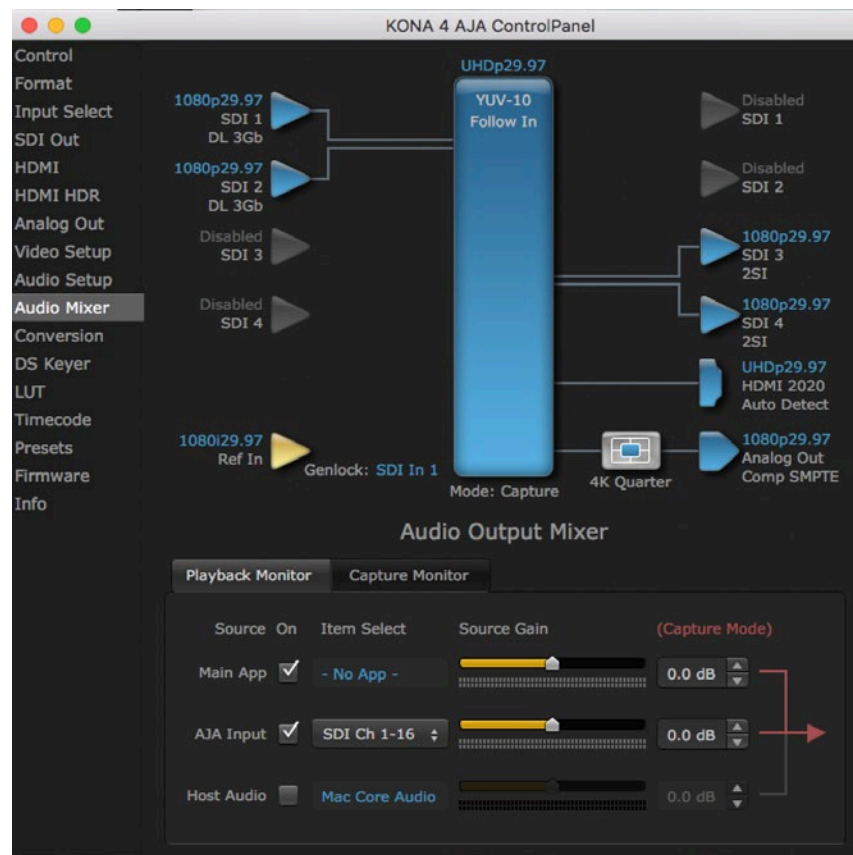 KONA 4 AJA ControlPanel
Control
Format
Input Select
SDI Out
HDMI
HDMI HDR
Analog Out
Video Setup
Audio Setup
Audio Mixer
Conversion
DS Keyer
LUT
Timecode
Presets
Firmware
Info
1080p29.97
SDI 1
DL 3Gb
1080p29.97
SDI 2
DL 3Gb
Disabled
SDI 3
Disabled
SDI 4
1080i29.97
Ref In
Genlock: SDI In 1
UHDp29.97
YUV-10
Follow In
Mode: Capture
Disabled
SDI 1
Disabled
SDI 2
1080p29.97
SDI 3
2SI
1080p29.97
SDI 4
2SI
UHDp29.97
HDMI 2020
Auto Detect
4K Quarter
1080p29.97
Analog Out
Comp SMPTE
Audio Output Mixer
Playback Monitor Capture Monitor
Source On Item Select Source Gain (Capture Mode)
Main App - No App - 0.0 dB
AJA Input SDI Ch 1-16 0.0 dB
Host Audio Mac Core Audio 0.0 dB